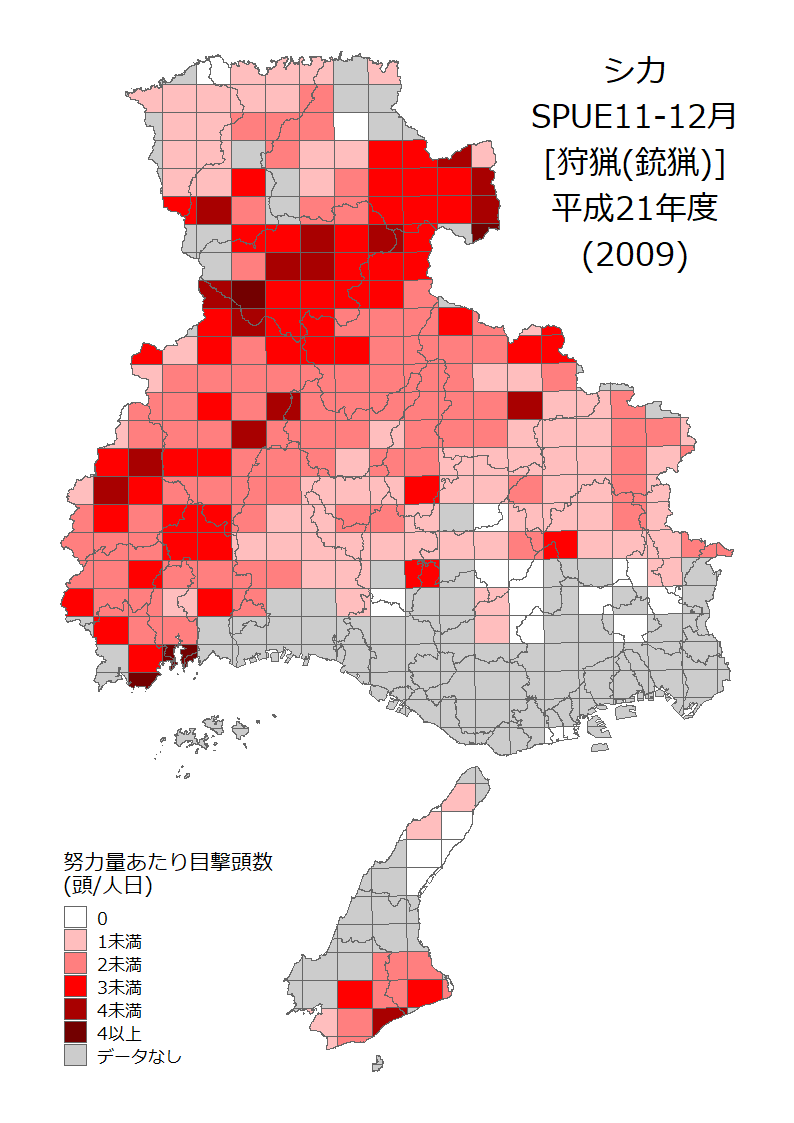 シカ
SPUE11-12月
[狩猟(銃猟)]
平成21年度
(2009)
努力量あたり目撃頭数
(頭/人日)
0
1未満
2未満
3未満
4未満
4以上
データなし